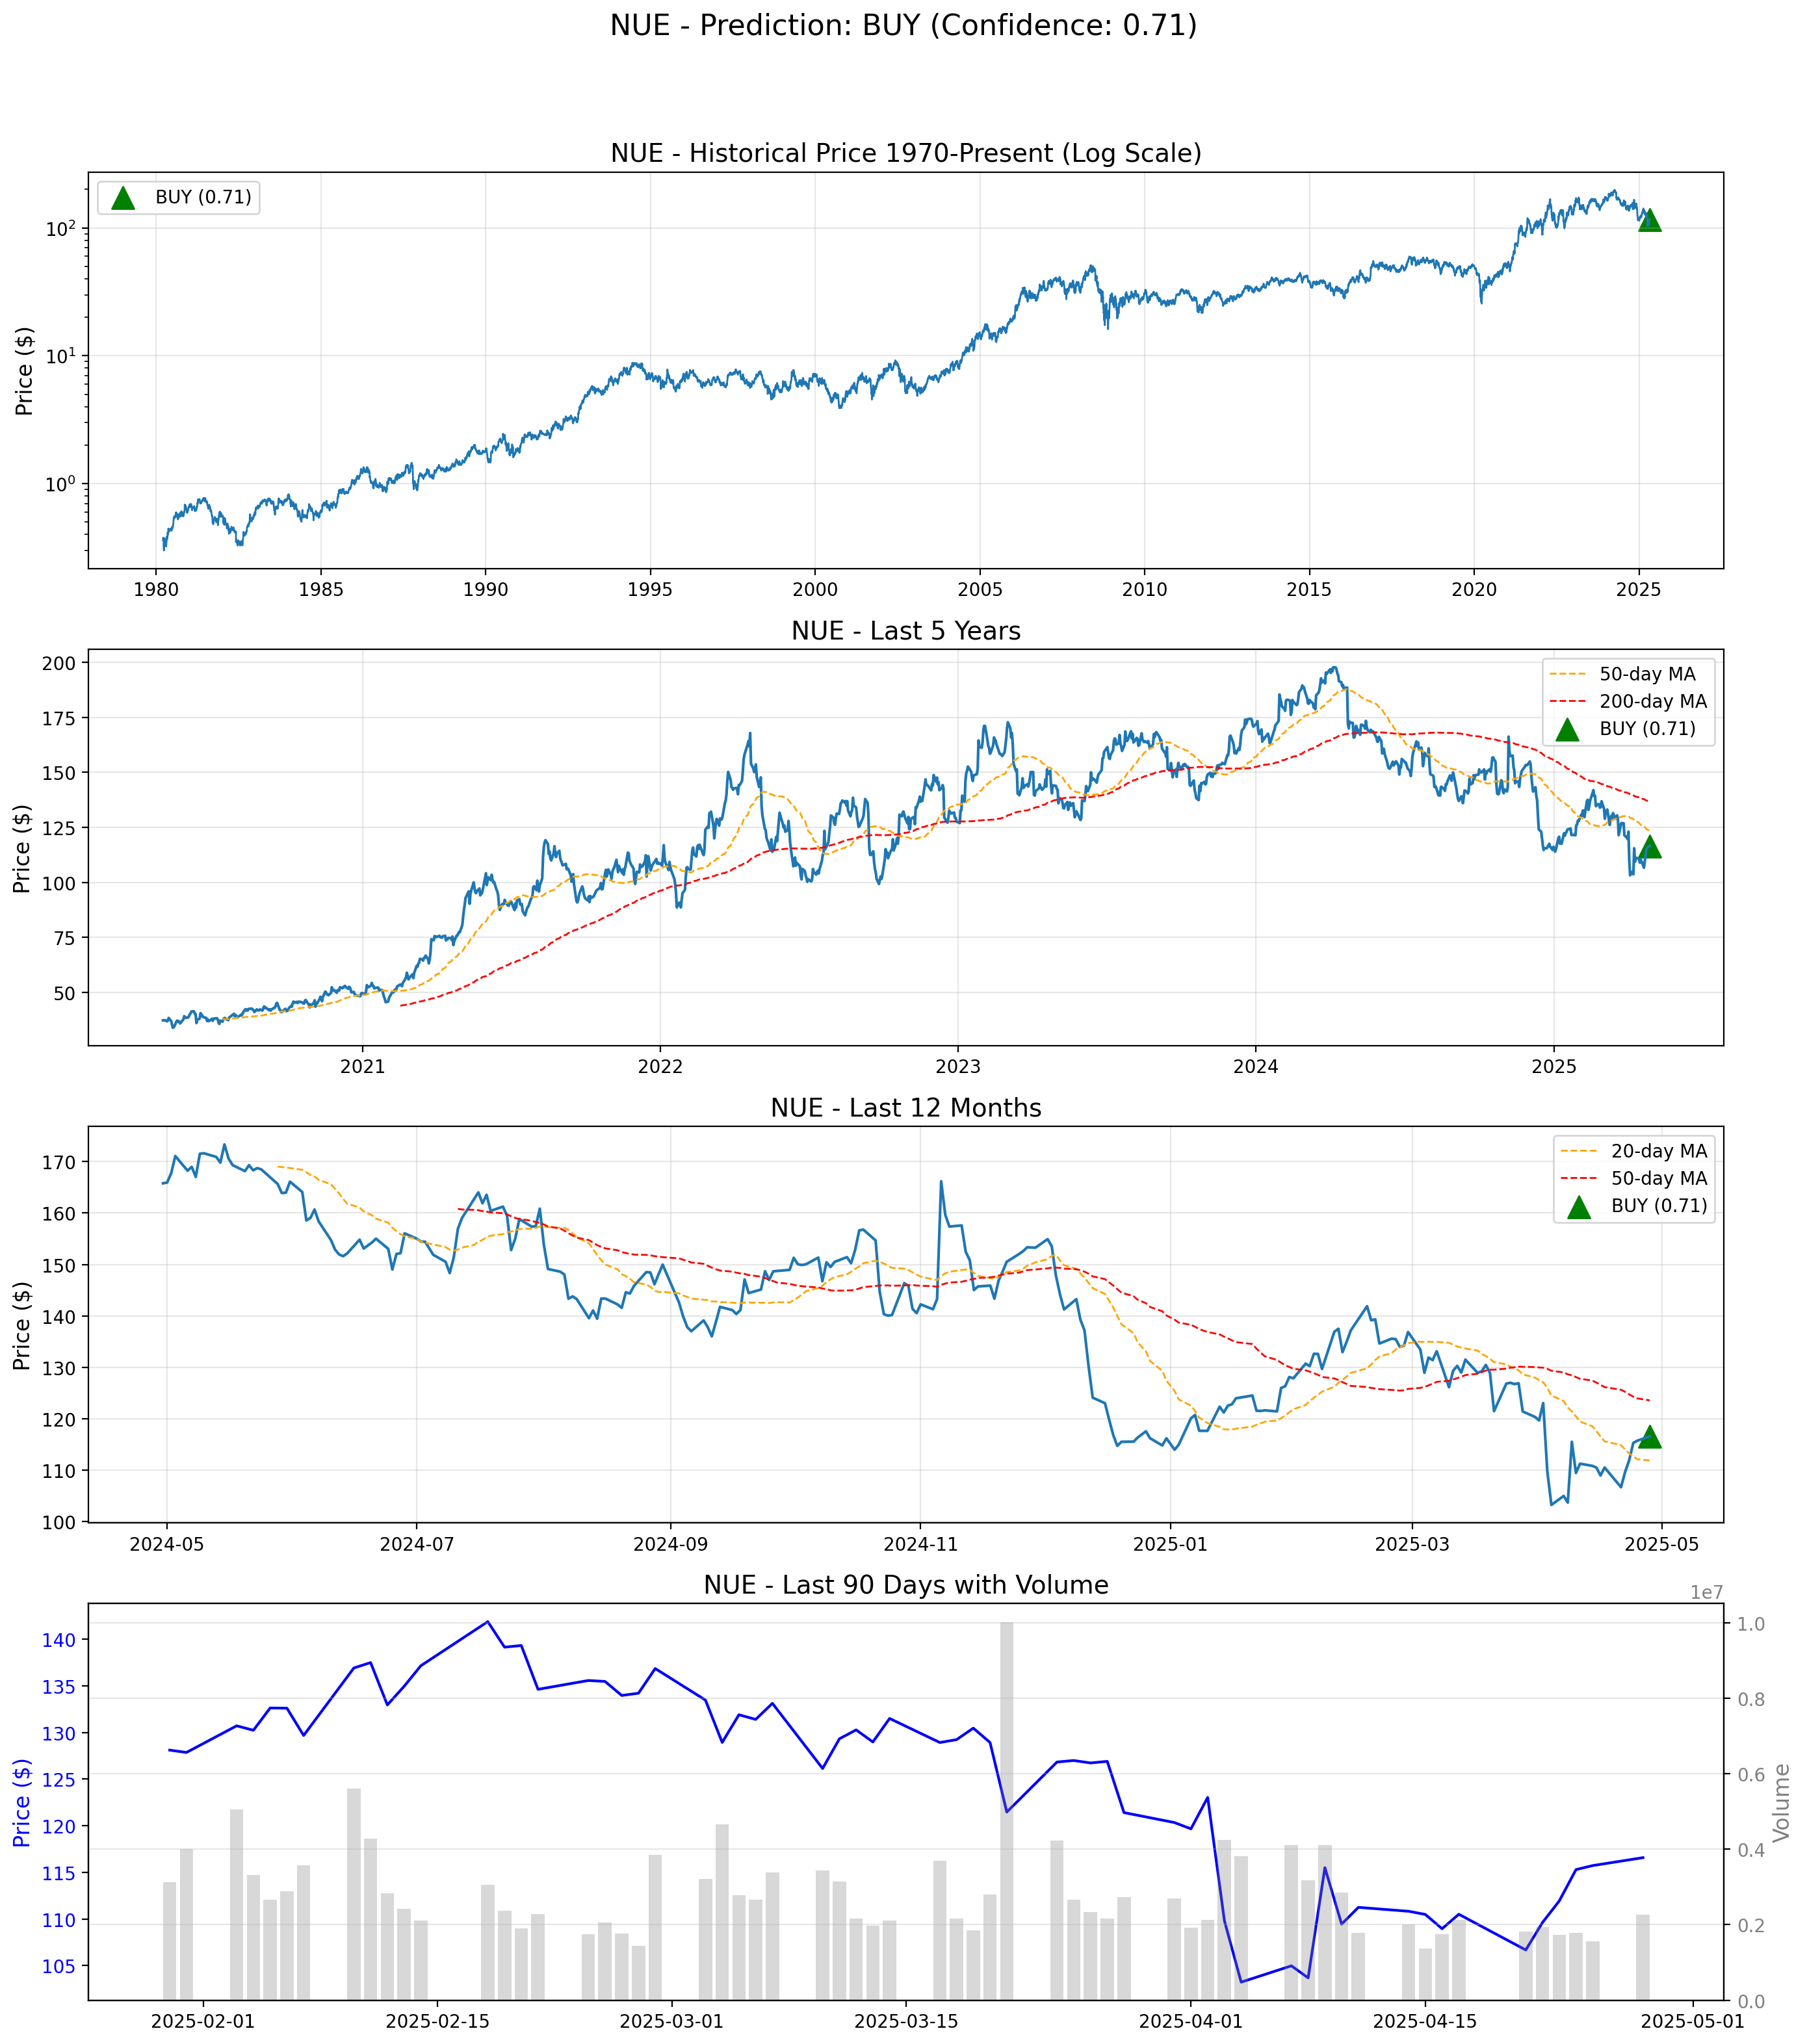 NUE - Prediction: BUY (Confidence: 0.71)
NUE - Historical Price 1970-Present (Log Scale)
BUY (0.71)
Price ($)
10²
10¹
10⁰
1980 1985 1990 1995 2000 2005 2010 2015 2020 2025
NUE - Last 5 Years
50-day MA
200-day MA
BUY (0.71)
Price ($)
200
175
150
125
100
75
50
2021 2022 2023 2024 2025
NUE - Last 12 Months
20-day MA
50-day MA
BUY (0.71)
Price ($)
170
160
150
140
130
120
110
100
2024-05 2024-07 2024-09 2024-11 2025-01 2025-03 2025-05
NUE - Last 90 Days with Volume
1e7
Price ($)
140
135
130
125
120
115
110
105
1.0
0.8
0.6
0.4
0.2
0.0
Volume
2025-02-01 2025-02-15 2025-03-01 2025-03-15 2025-04-01 2025-04-15 2025-05-01